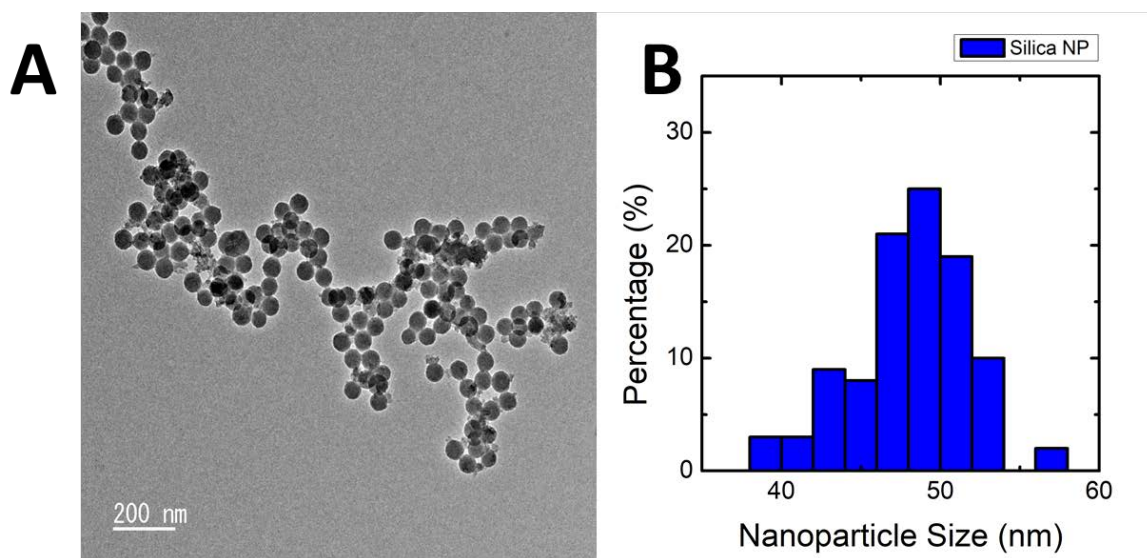 A
200 nm
B
Silica NP
Percentage (%)
30
20
10
0
40 50 60
Nanoparticle Size (nm)